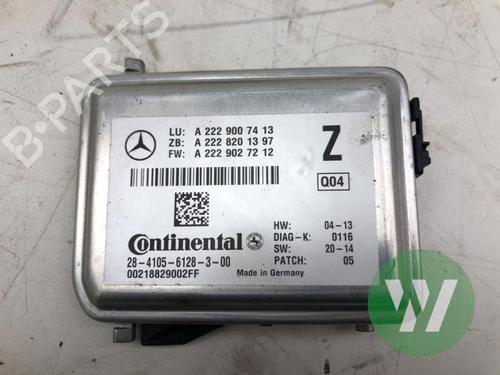 LU: A 222 900 74 13
ZB: A 222 820 13 97
FW: A 222 902 72 12
Z
Q04
Continental
28-4105-6128-3-00
00218829002FF
HW: 04-13
DIAG-K: 0116
SW: 20-14
PATCH: 05
Made in Germany
B-PARTS
W